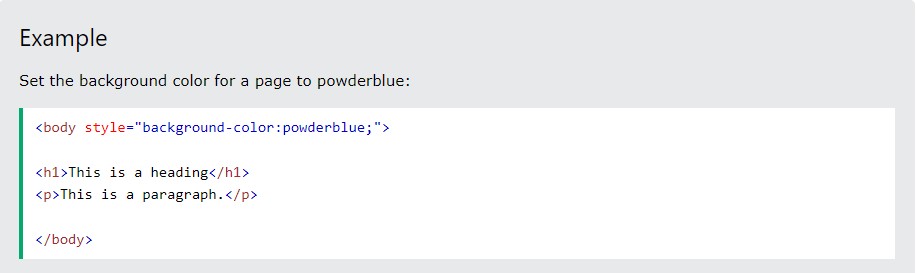 Example
Set the background color for a page to powderblue:
<body style="background-color:powderblue;">
<h1>This is a heading</h1>
<p>This is a paragraph.</p>
</body>